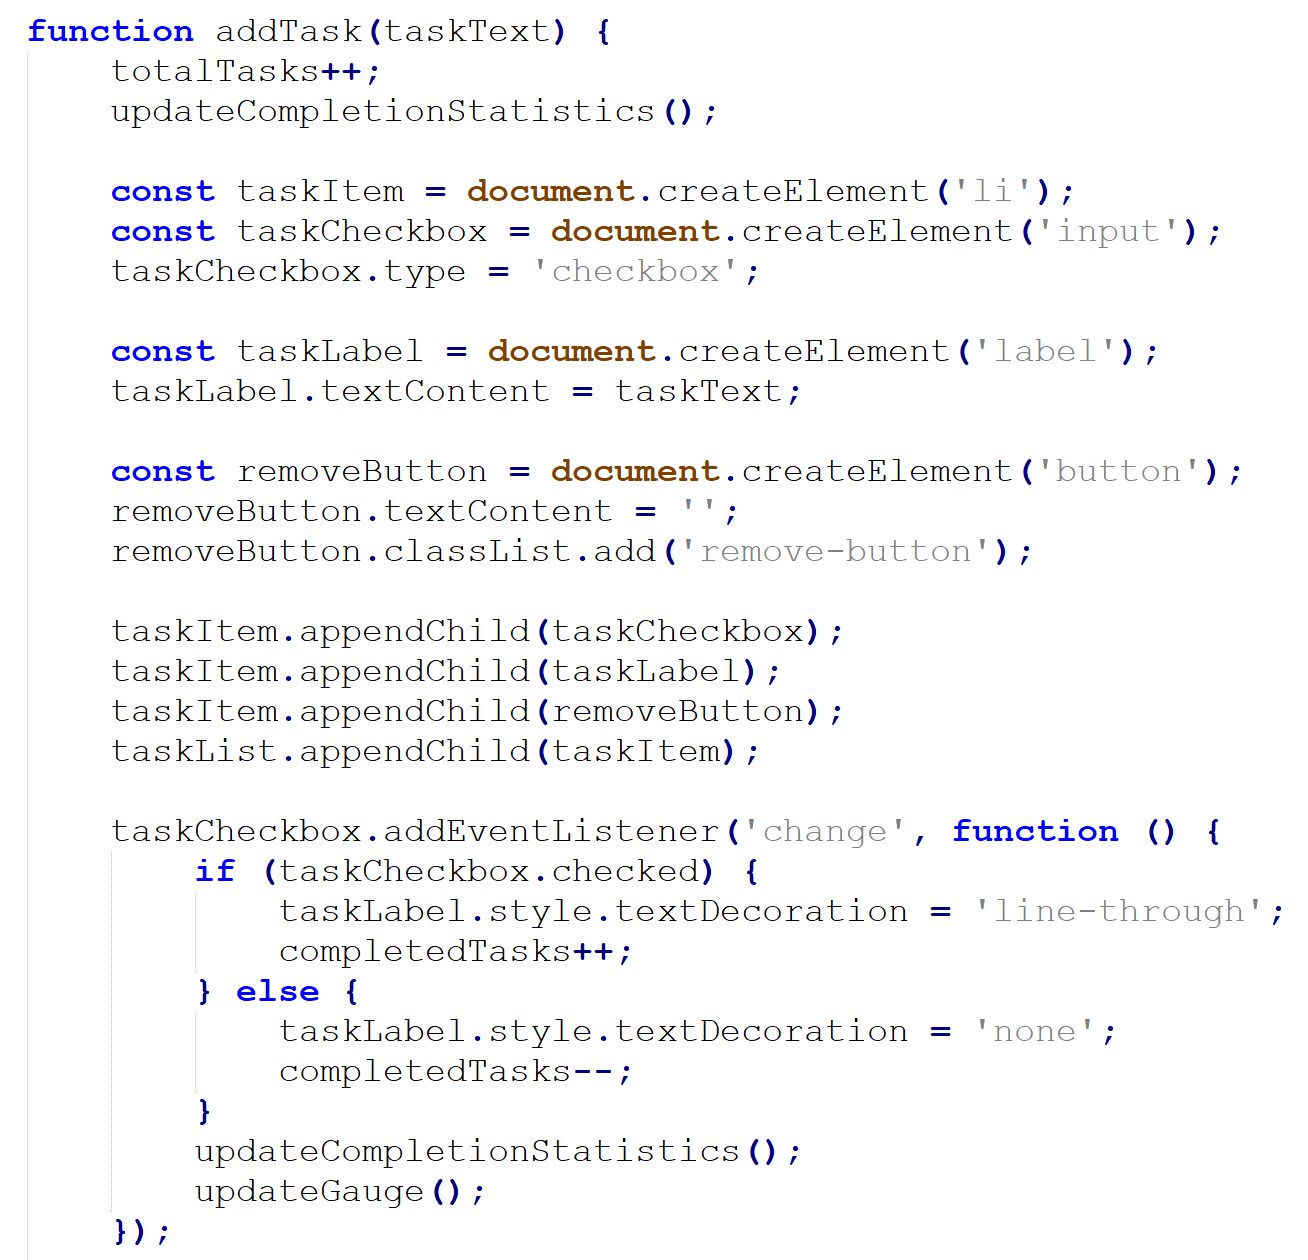 function addTask(taskText) {
    totalTasks++;
    updateCompletionStatistics();

    const taskItem = document.createElement('li');
    const taskCheckbox = document.createElement('input');
    taskCheckbox.type = 'checkbox';

    const taskLabel = document.createElement('label');
    taskLabel.textContent = taskText;

    const removeButton = document.createElement('button');
    removeButton.textContent = '';
    removeButton.classList.add('remove-button');

    taskItem.appendChild(taskCheckbox);
    taskItem.appendChild(taskLabel);
    taskItem.appendChild(removeButton);
    taskList.appendChild(taskItem);

    taskCheckbox.addEventListener('change', function () {
        if (taskCheckbox.checked) {
            taskLabel.style.textDecoration = 'line-through';
            completedTasks++;
        } else {
            taskLabel.style.textDecoration = 'none';
            completedTasks--;
        }
        updateCompletionStatistics();
        updateGauge();
    });